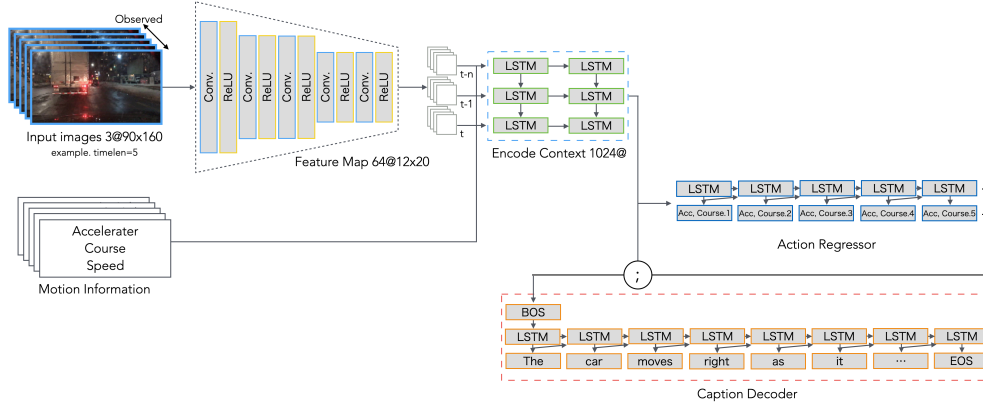 Observed
Input images 3@90x160
example. timelen=5
Conv.
ReLU
Conv.
ReLU
Conv.
ReLU
Conv.
ReLU
Conv.
ReLU
Feature Map 64@12x20
t-n
t-1
t
LSTM LSTM
LSTM LSTM
LSTM LSTM
Encode Context 1024@
Accelerater
Course
Speed
Motion Information
LSTM LSTM LSTM LSTM LSTM
Acc, Course.1 Acc, Course.2 Acc, Course.3 Acc, Course.4 Acc, Course.5
Action Regressor
;
BOS
LSTM LSTM LSTM LSTM LSTM LSTM LSTM LSTM
The car moves right as it ... EOS
Caption Decoder